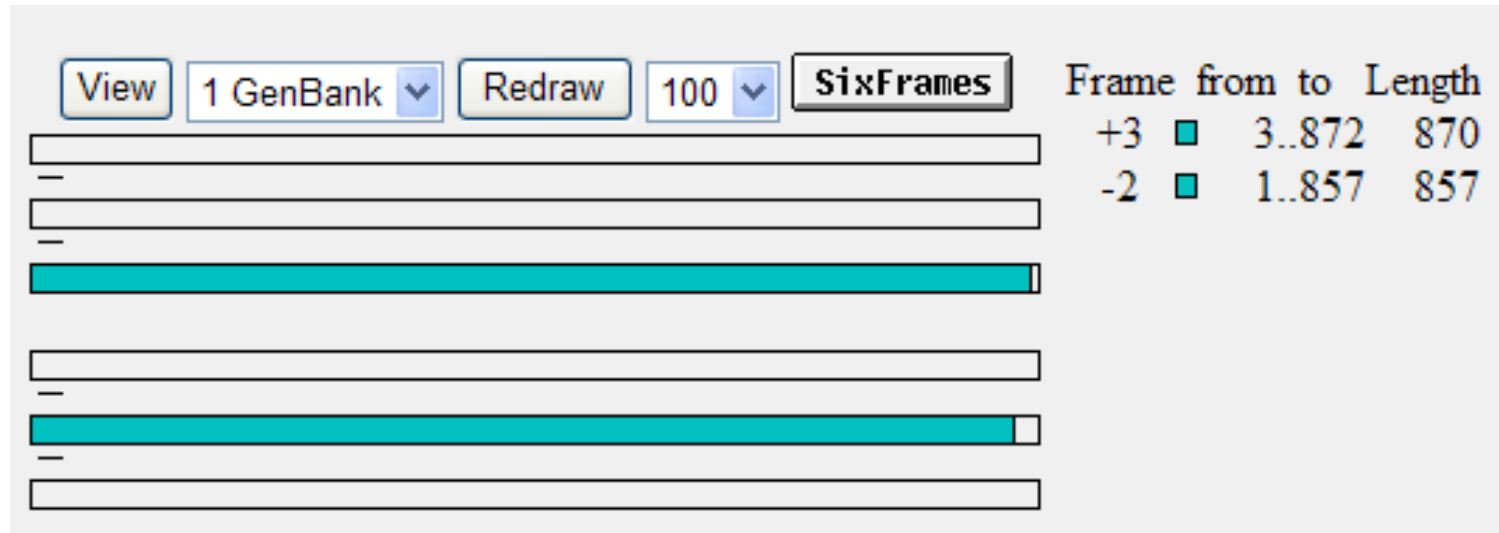 View 1 GenBank Redraw 100 SixFrames
Frame from to Length
+3 3..872 870
-2 1..857 857